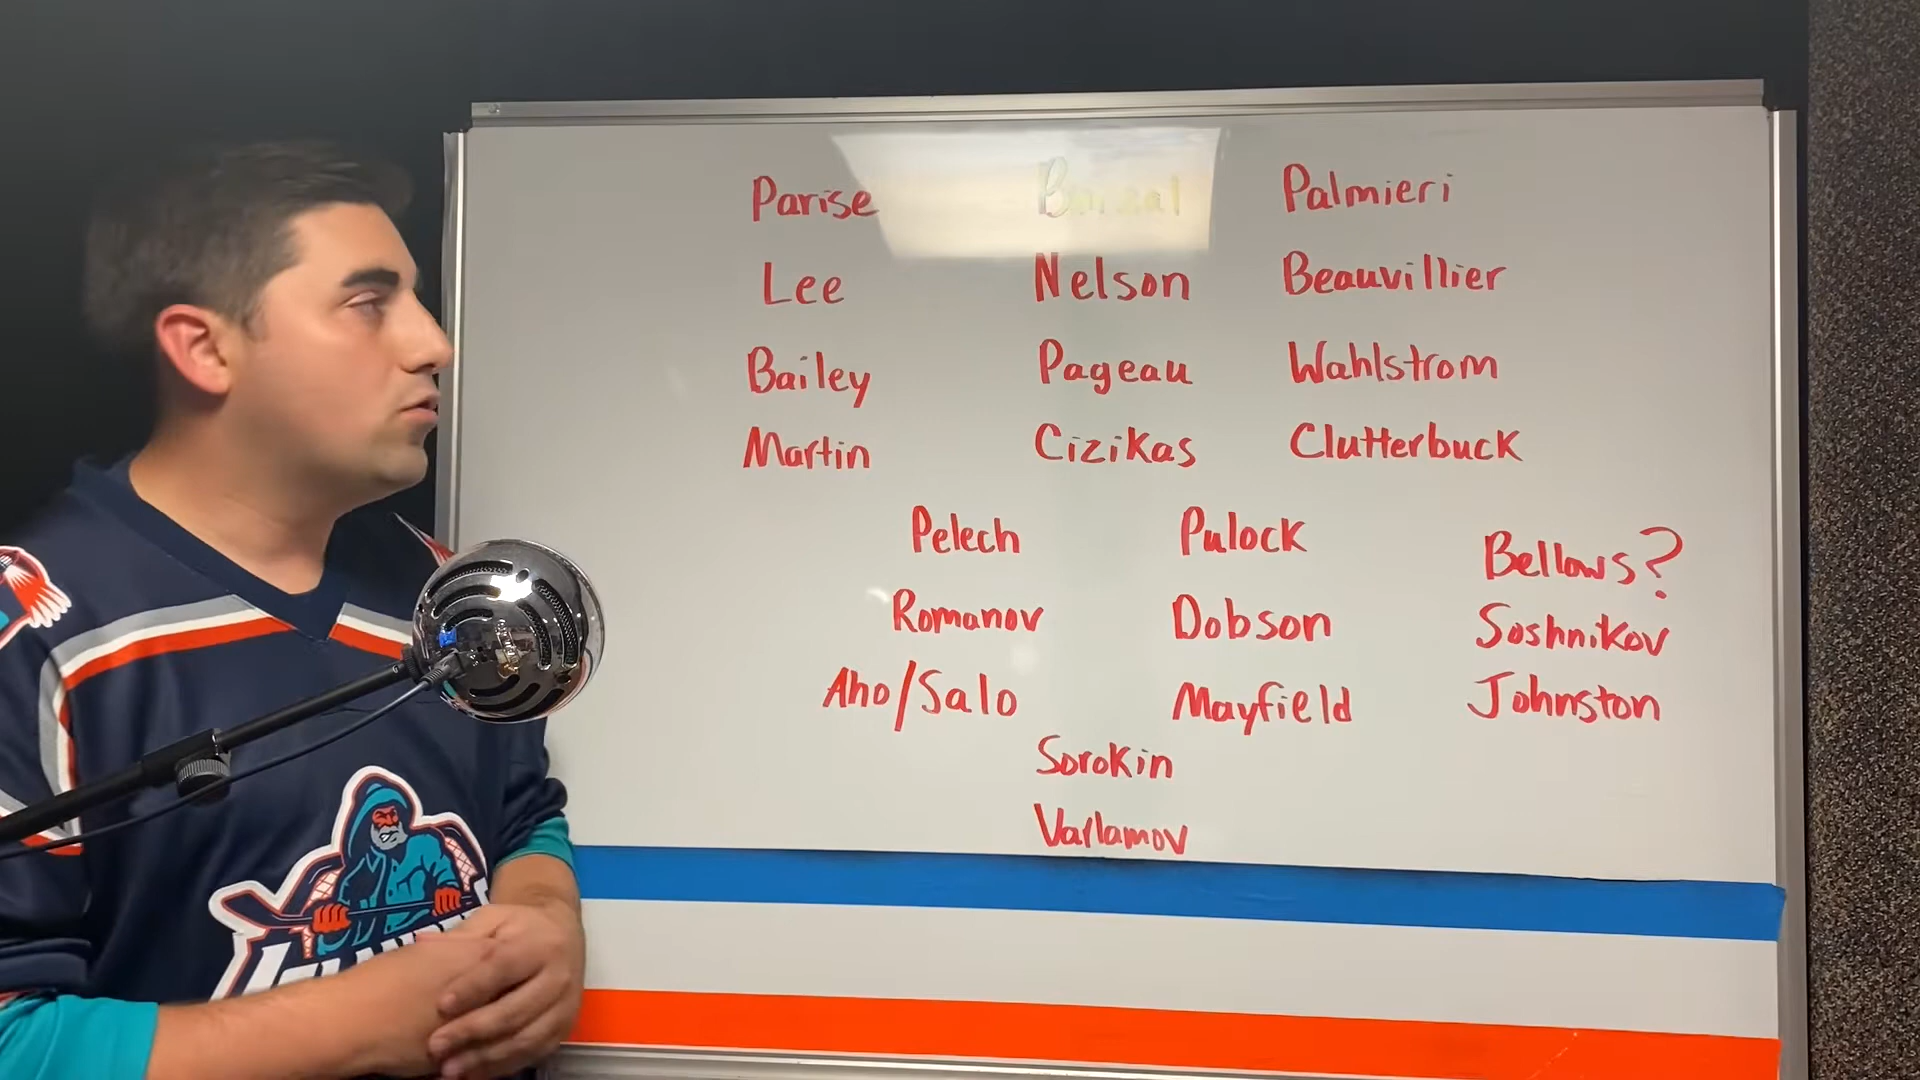 Parise Barzal Palmieri
Lee Nelson Beauvillier
Bailey Pageau Wahlstrom
Martin Cizikas Clutterbuck
Pelech Pulock Bellows?
Romanov Dobson Soshnikov
Aho/Salo Mayfield Johnston
Sorokin
Varlamov